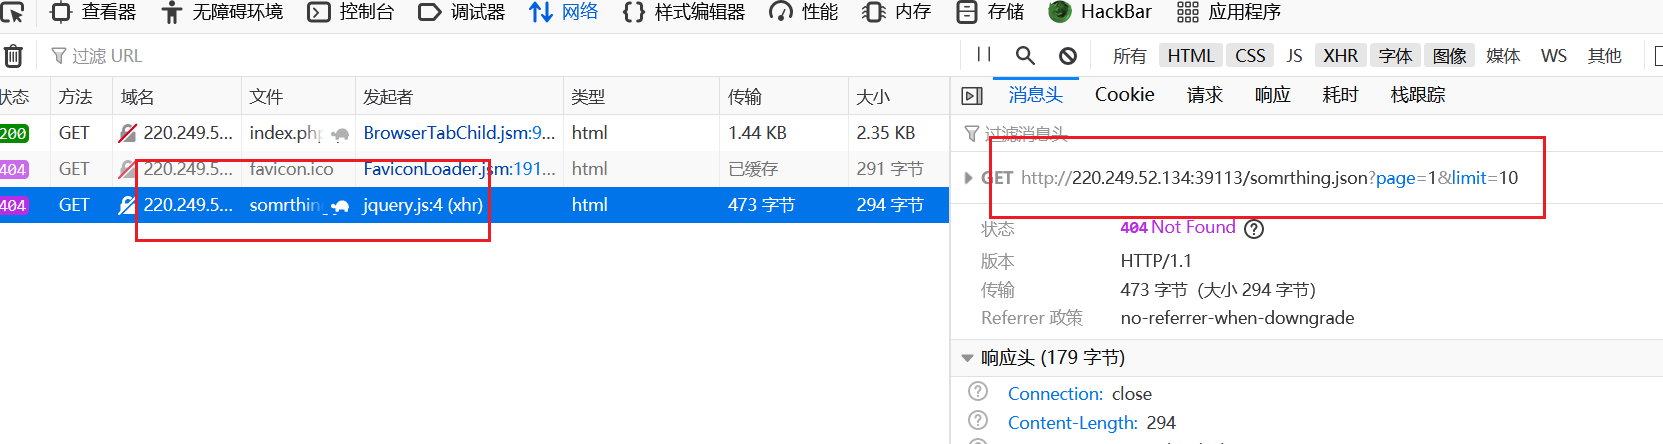 查看器 无障碍环境 控制台 调试器 网络 样式编辑器 性能 内存 存储 HackBar 应用程序
过滤 URL 所有 HTML CSS JS XHR 字体 图像 媒体 WS 其他
状态 方法 域名 文件 发起者 类型 传输 大小
200 GET 220.249.5... index.php BrowserTabChild.jsm:9... html 1.44 KB 2.35 KB
404 GET 220.249.5... favicon.ico FaviconLoader.jsm:191... html 已缓存 291 字节
404 GET 220.249.5... somrthin jquery.js:4 (xhr) html 473 字节 294 字节
消息头 Cookie 请求 响应 耗时 栈跟踪
过滤消息头
GET http://220.249.52.134:39113/somrthing.json?page=1&limit=10
状态 404 Not Found
版本 HTTP/1.1
传输 473 字节 (大小 294 字节)
Referrer 政策 no-referrer-when-downgrade
响应头 (179 字节)
Connection: close
Content-Length: 294